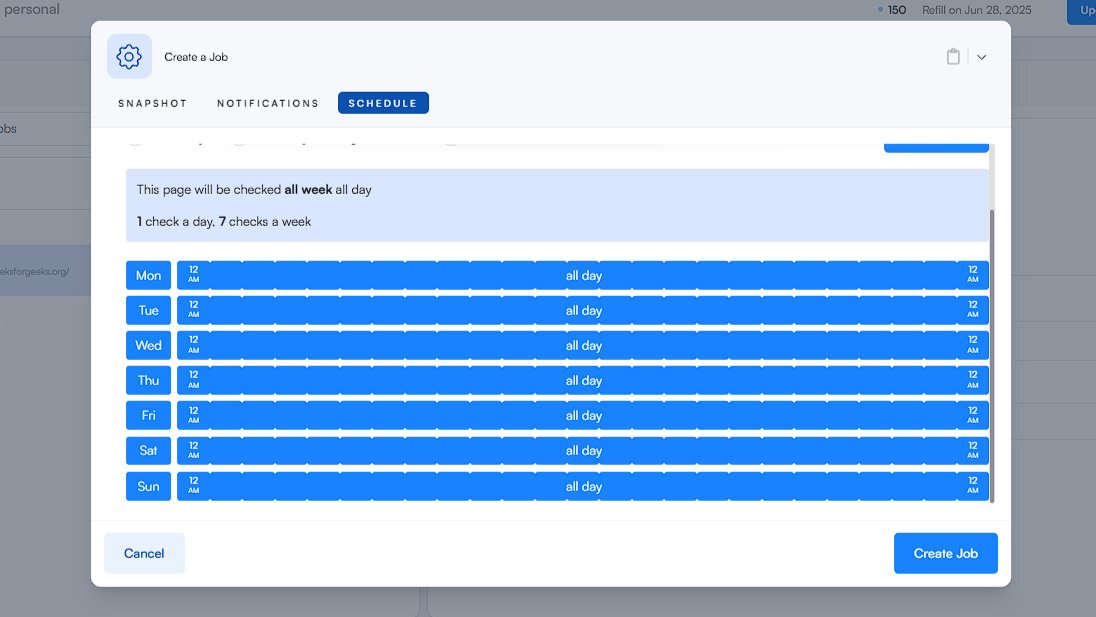 personal
150 Refill on Jun 28, 2025
Create a Job
SNAPSHOT NOTIFICATIONS SCHEDULE
obs
This page will be checked all week all day
1 check a day, 7 checks a week
eksforgeeks.org/
Mon 12 AM all day 12 AM
Tue 12 AM all day 12 AM
Wed 12 AM all day 12 AM
Thu 12 AM all day 12 AM
Fri 12 AM all day 12 AM
Sat 12 AM all day 12 AM
Sun 12 AM all day 12 AM
Cancel Create Job